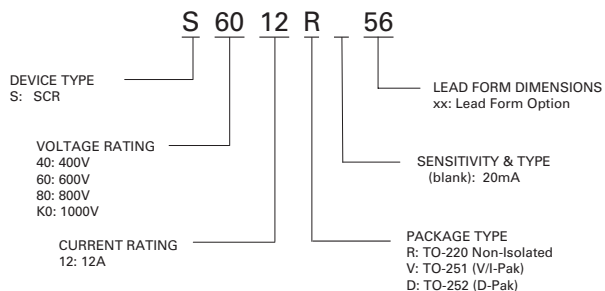 S 60 12 R _ 56
DEVICE TYPE
S: SCR
VOLTAGE RATING
40: 400V
60: 600V
80: 800V
K0: 1000V
CURRENT RATING
12: 12A
LEAD FORM DIMENSIONS
xx: Lead Form Option
SENSITIVITY & TYPE
(blank): 20mA
PACKAGE TYPE
R: TO-220 Non-Isolated
V: TO-251 (V/I-Pak)
D: TO-252 (D-Pak)